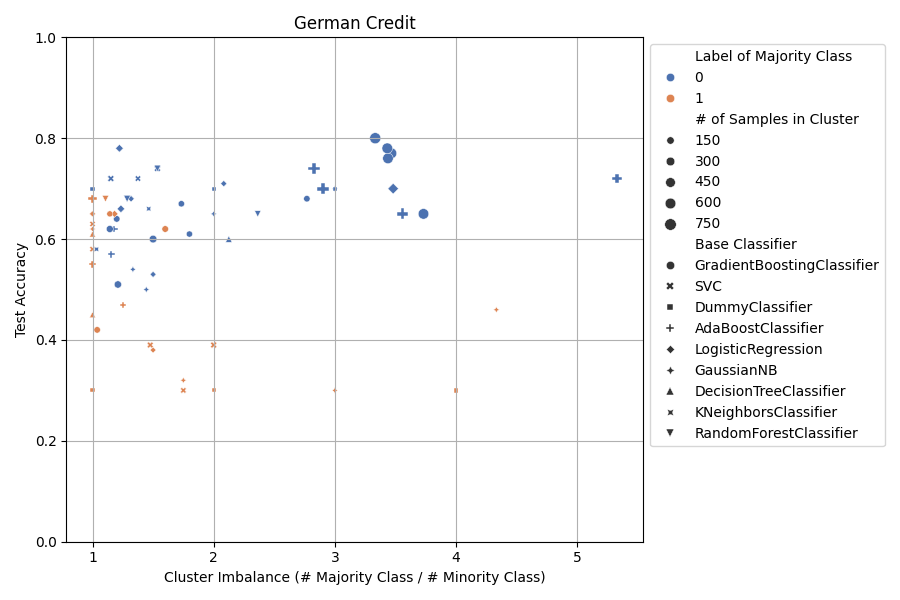 German Credit
1.0
0.8
0.6
0.4
0.2
0.0
Test Accuracy
1 2 3 4 5
Cluster Imbalance (# Majority Class / # Minority Class)
Label of Majority Class
0
1
# of Samples in Cluster
150
300
450
600
750
Base Classifier
GradientBoostingClassifier
SVC
DummyClassifier
AdaBoostClassifier
LogisticRegression
GaussianNB
DecisionTreeClassifier
KNeighborsClassifier
RandomForestClassifier